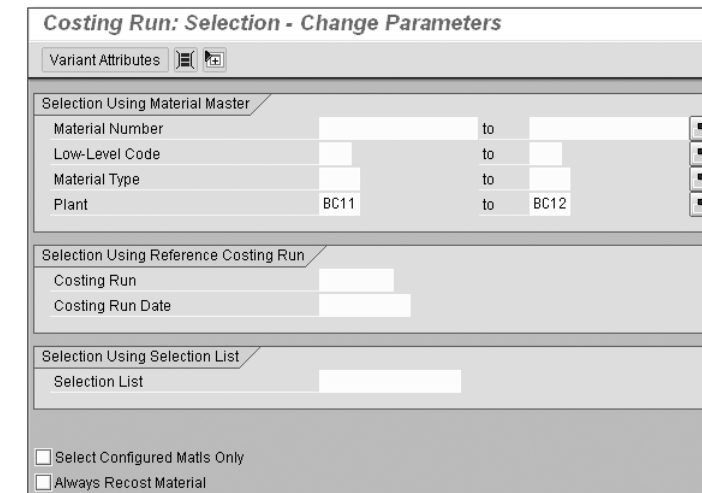 Costing Run: Selection - Change Parameters
Variant Attributes
Selection Using Material Master
Material Number to
Low-Level Code to
Material Type to
Plant BC11 to BC12
Selection Using Reference Costing Run
Costing Run
Costing Run Date
Selection Using Selection List
Selection List
Select Configured Matls Only
Always Recost Material